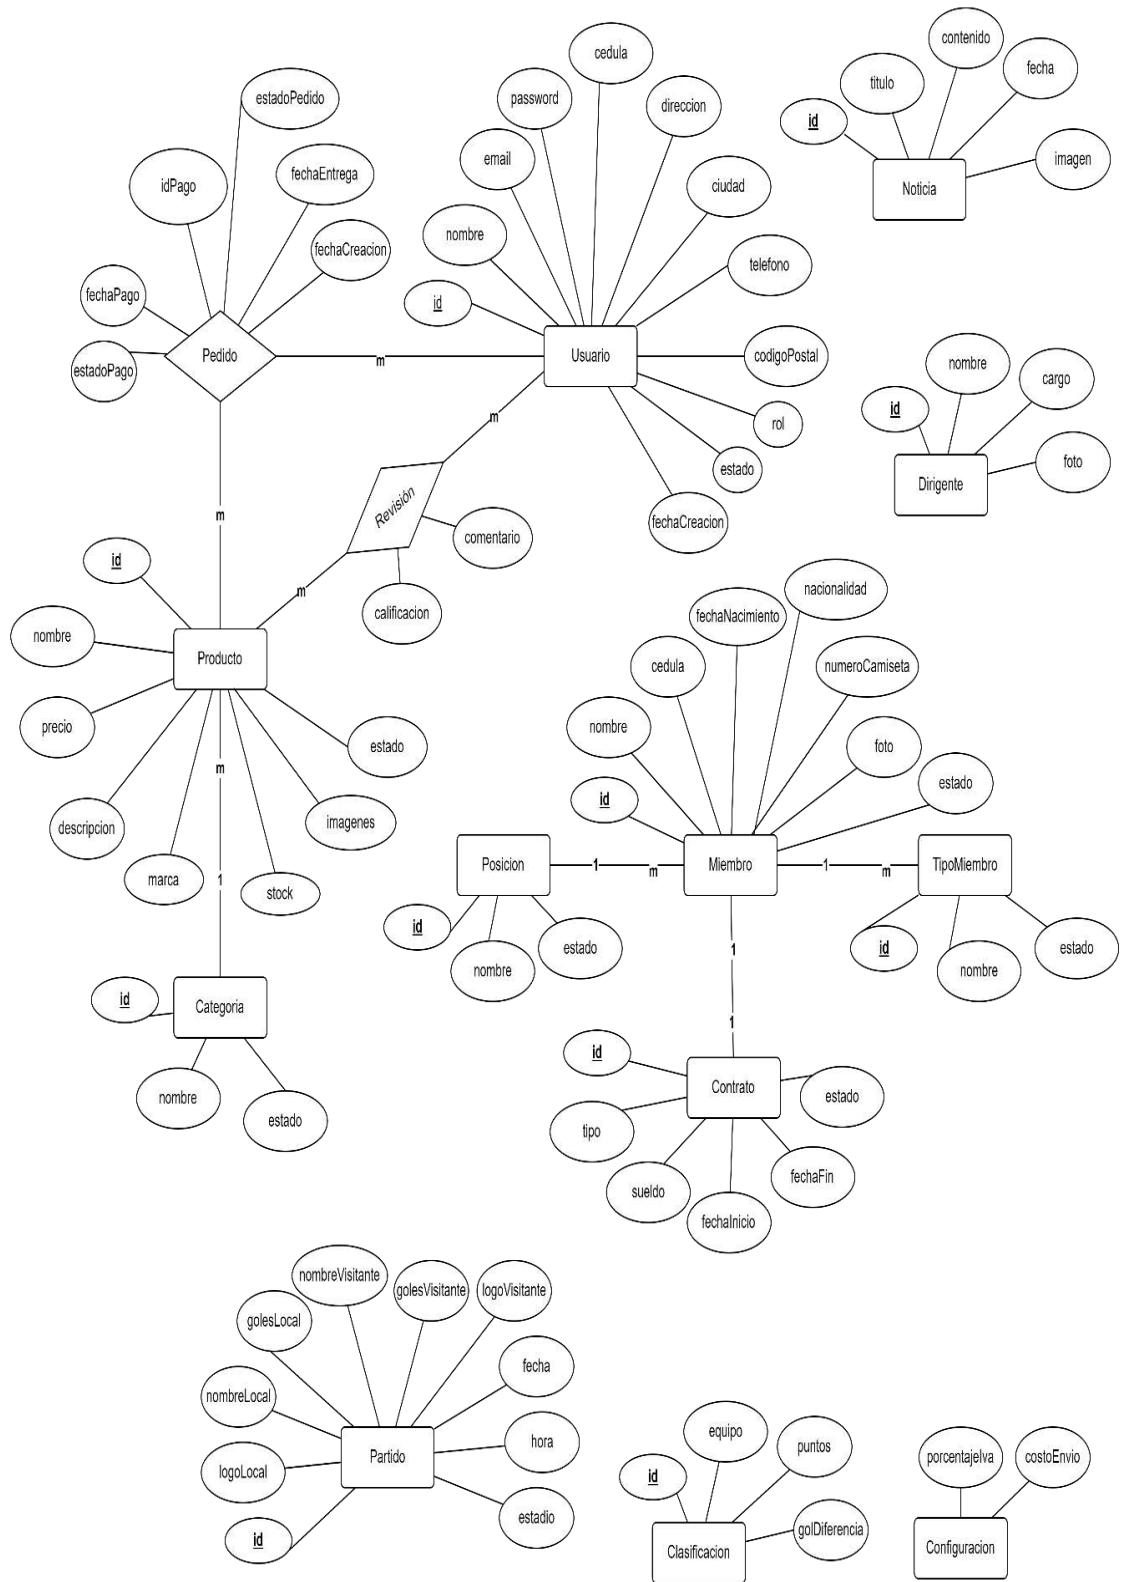 cedula
contenido
fecha
titulo
id
imagen
Noticia
estadoPedido
password
direccion
email
fechaEntrega
idPago
ciudad
nombre
fechaCreacion
telefono
id
fechaPago
Pedido
m
Usuario
codigoPostal
estadoPago
nombre
cargo
id
foto
Dirigente
m
rol
estado
Revisión
fechaCreacion
comentario
m
id
m
calificacion
nombre
Producto
precio
estado
m
descripcion
imagenes
marca
stock
1
id
Categoria
nombre
estado
nacionalidad
fechaNacimiento
cedula
numeroCamiseta
nombre
foto
id
estado
Posicion
1
m
Miembro
1
m
TipoMiembro
id
nombre
estado
id
nombre
estado
1
1
id
Contrato
estado
tipo
sueldo
fechaInicio
fechaFin
nombreVisitante
golesVisitante
logoVisitante
golesLocal
fecha
nombreLocal
hora
Partido
logoLocal
estadio
id
equipo
puntos
id
golDiferencia
Clasificacion
porcentajeIva
costoEnvio
Configuracion